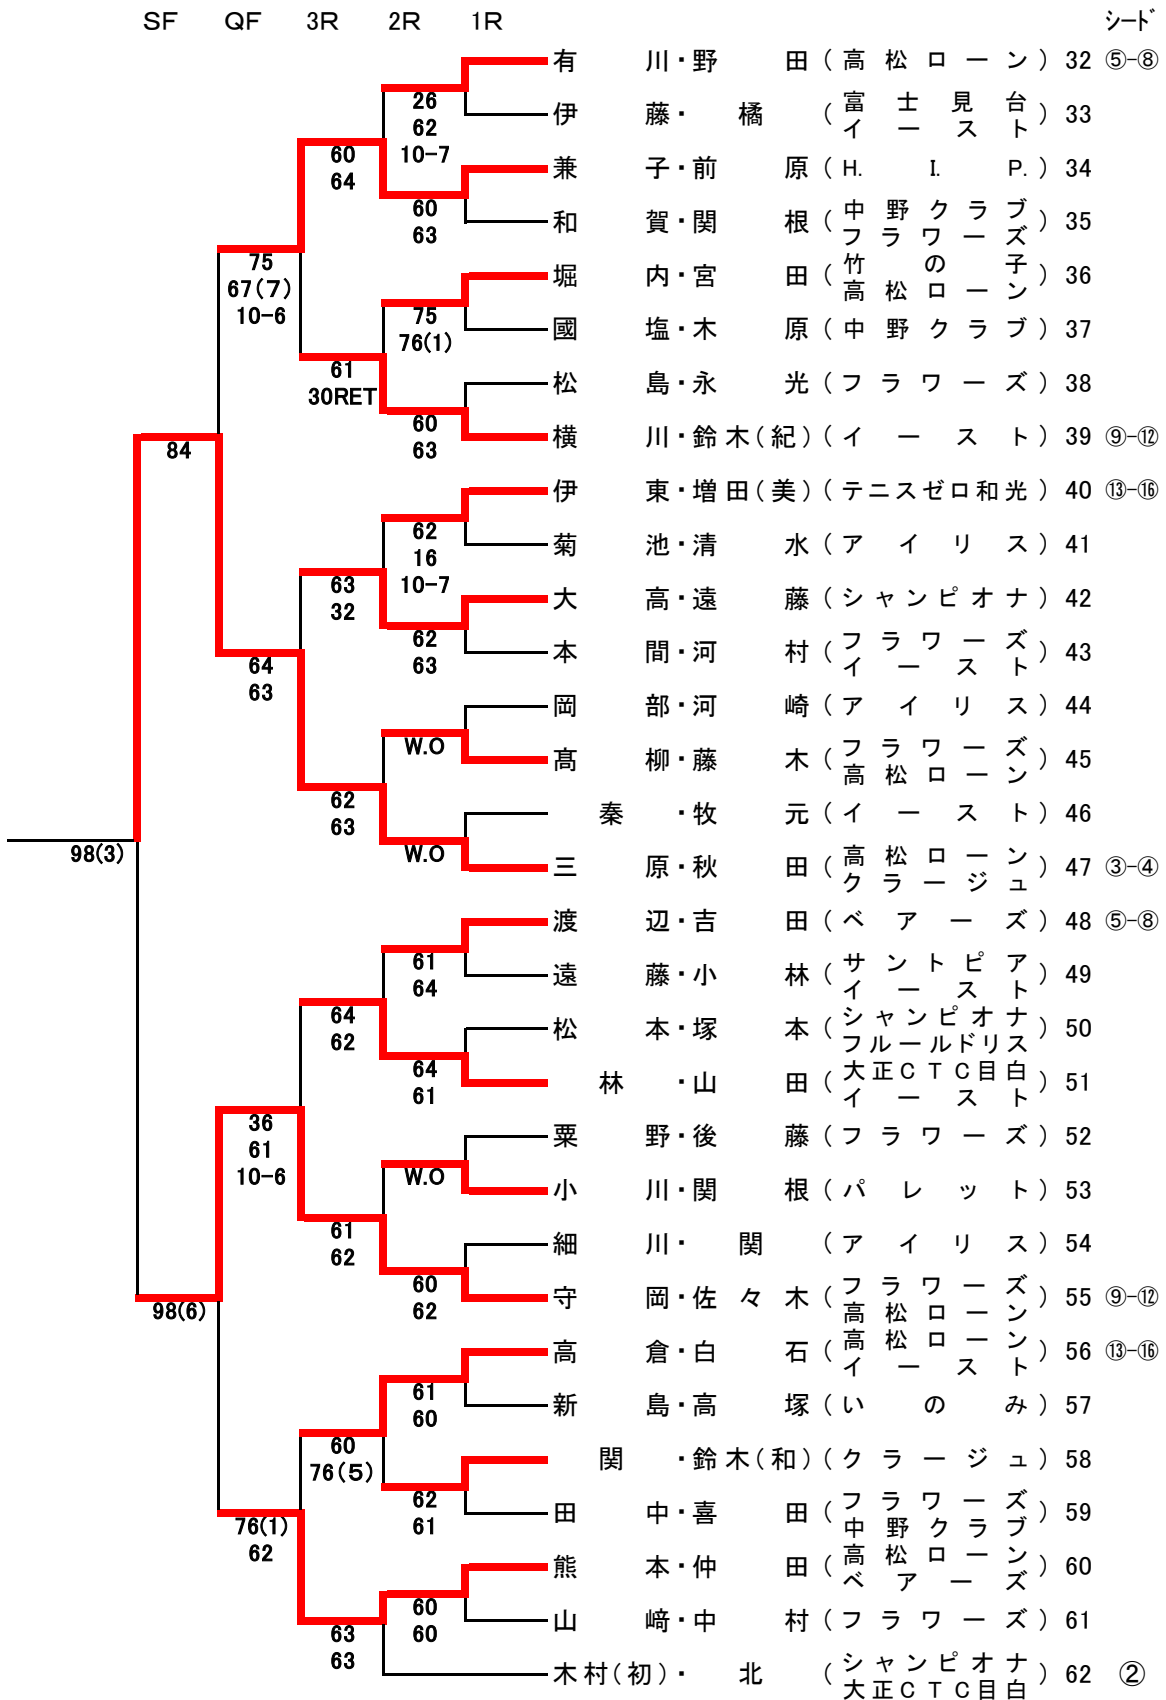 SF QF 3R 2R 1R シード
有川・野田（高松ローン）32 ⑤-⑧
26
62
10-7
伊藤・橘（富士見台 イースト）33
60
64
兼子・前原（H.I.P.）34
60
63
和賀・関根（中野クラブ フラワーズ）35
75
67(7)
10-6
堀内・宮田（竹の子 高松ローン）36
75
76(1)
國塩・木原（中野クラブ）37
61
30RET
松島・永光（フラワーズ）38
60
63
横川・鈴木(紀)（イースト）39 ⑨-⑫
84
伊東・増田(美)（テニスゼロ和光）40 ⑬-⑯
62
16
10-7
菊池・清水（アイリス）41
63
32
大高・遠藤（シャンピオナ）42
62
63
本間・河村（フラワーズ イースト）43
64
63
岡部・河崎（アイリス）44
W.O
髙柳・藤木（フラワーズ 高松ローン）45
62
63
秦・牧元（イースト）46
W.O
98(3)
三原・秋田（高松ローン クラージュ）47 ③-④
渡辺・吉田（ベアーズ）48 ⑤-⑧
61
64
遠藤・小林（サントピア イースト）49
64
62
松本・塚本（シャンピオナ フルールドリス）50
64
61
林・山田（大正CTC目白 イースト）51
36
61
10-6
粟野・後藤（フラワーズ）52
W.O
小川・関根（パレット）53
61
62
細川・関（アイリス）54
60
62
守岡・佐々木（フラワーズ 高松ローン）55 ⑨-⑫
98(6)
高倉・白石（高松ローン イースト）56 ⑬-⑯
61
60
新島・高塚（いのみ）57
60
76(5)
関・鈴木(和)（クラージュ）58
62
61
田中・喜田（フラワーズ 中野クラブ）59
76(1)
62
熊本・仲田（高松ローン ベアーズ）60
60
60
山﨑・中村（フラワーズ）61
63
63
木村(初)・北（シャンピオナ 大正CTC目白）62 ②